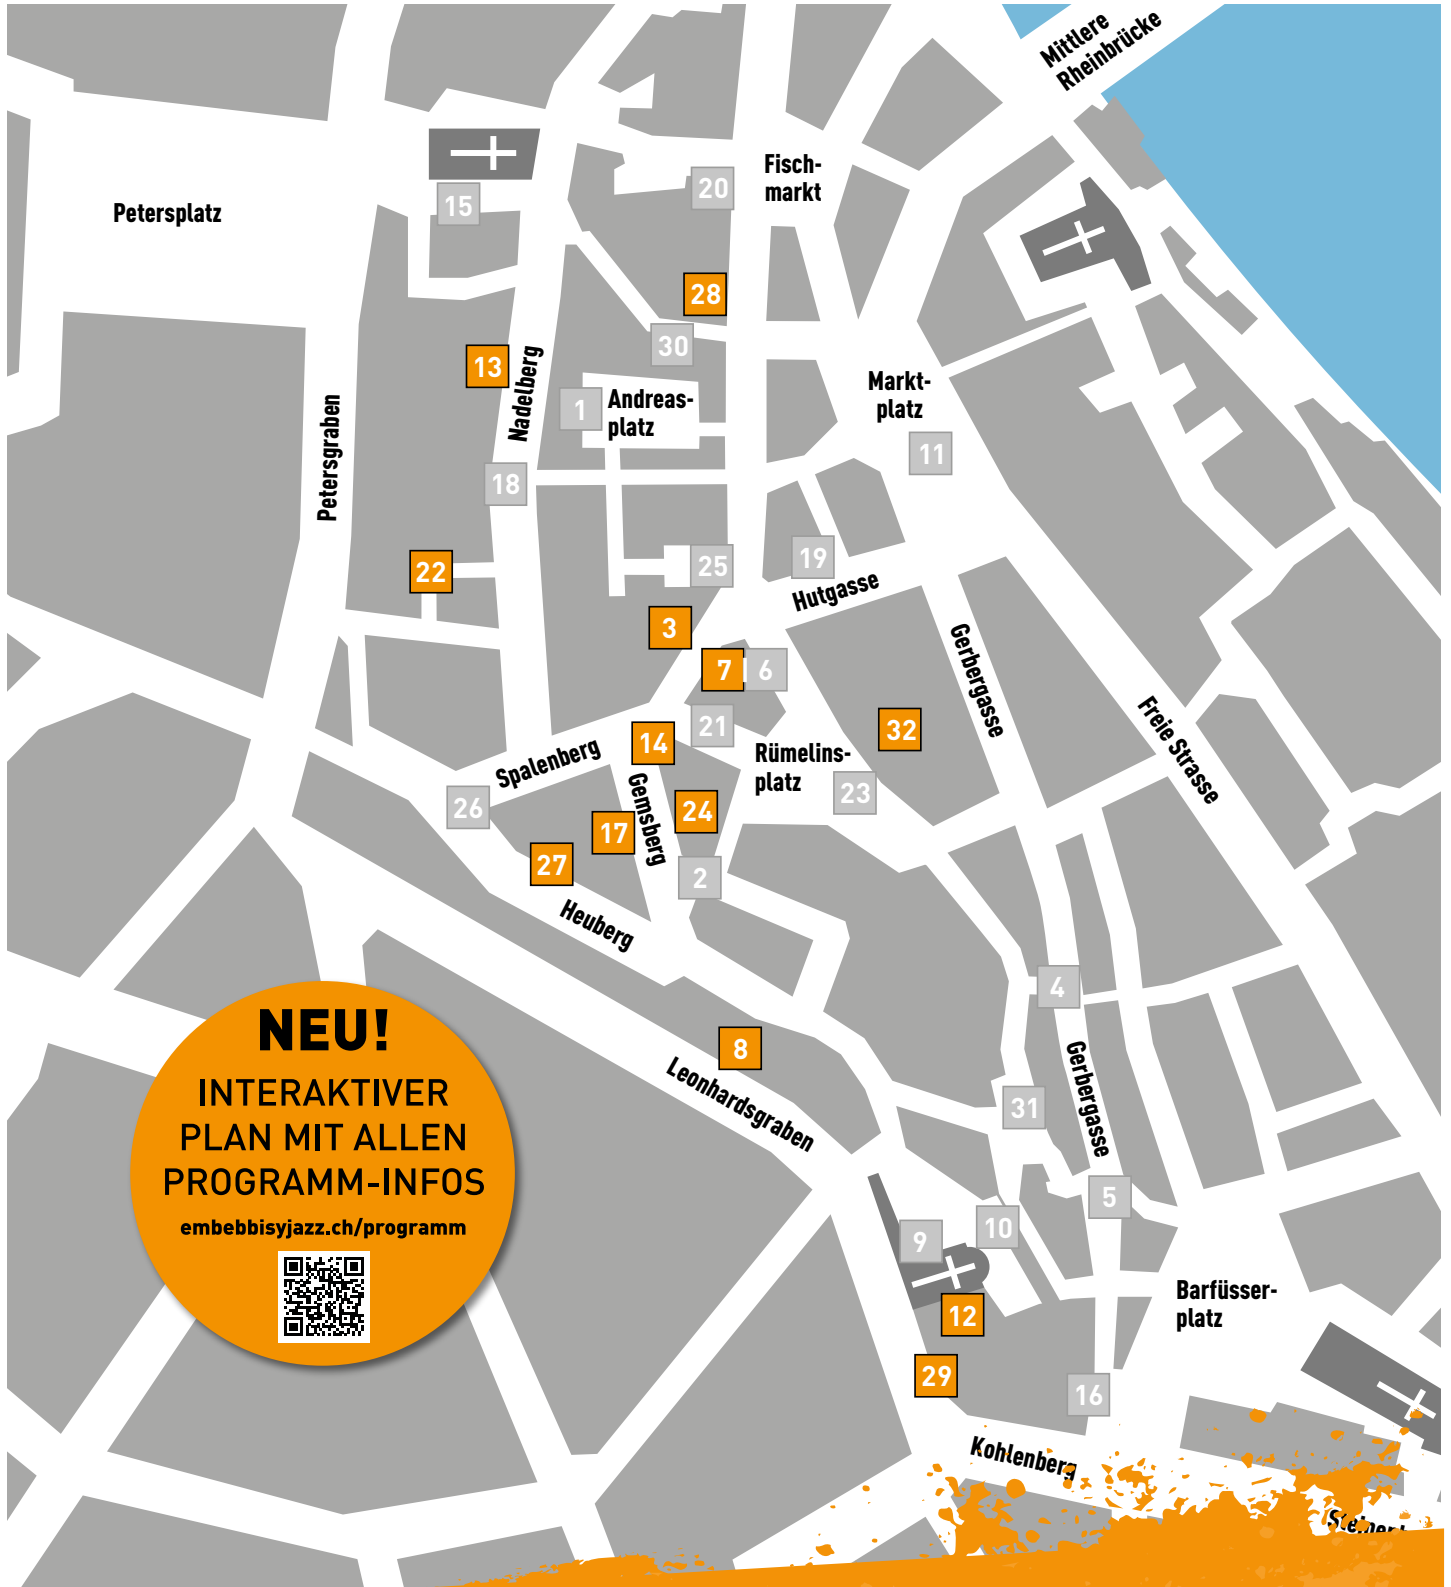 Mittlere
Rheinbrücke
Fisch-
markt
20
15
Petersplatz
28
30
13
Nadelberg
Markt-
platz
1
Andreas-
platz
11
Petersgraben
18
19
25
22
Hutgasse
3
Gerbergasse
7
6
21
32
Freie Strasse
14
Spalenberg
Rümelins-
platz
Gemsberg
23
26
24
17
27
2
Heuberg
4
NEU!
INTERAKTIVER
PLAN MIT ALLEN
PROGRAMM-INFOS
embebbisyjazz.ch/programm
8
Leonhardsgraben
Gerbergasse
31
5
10
9
Barfüsser-
platz
12
29
16
Kohlenberg